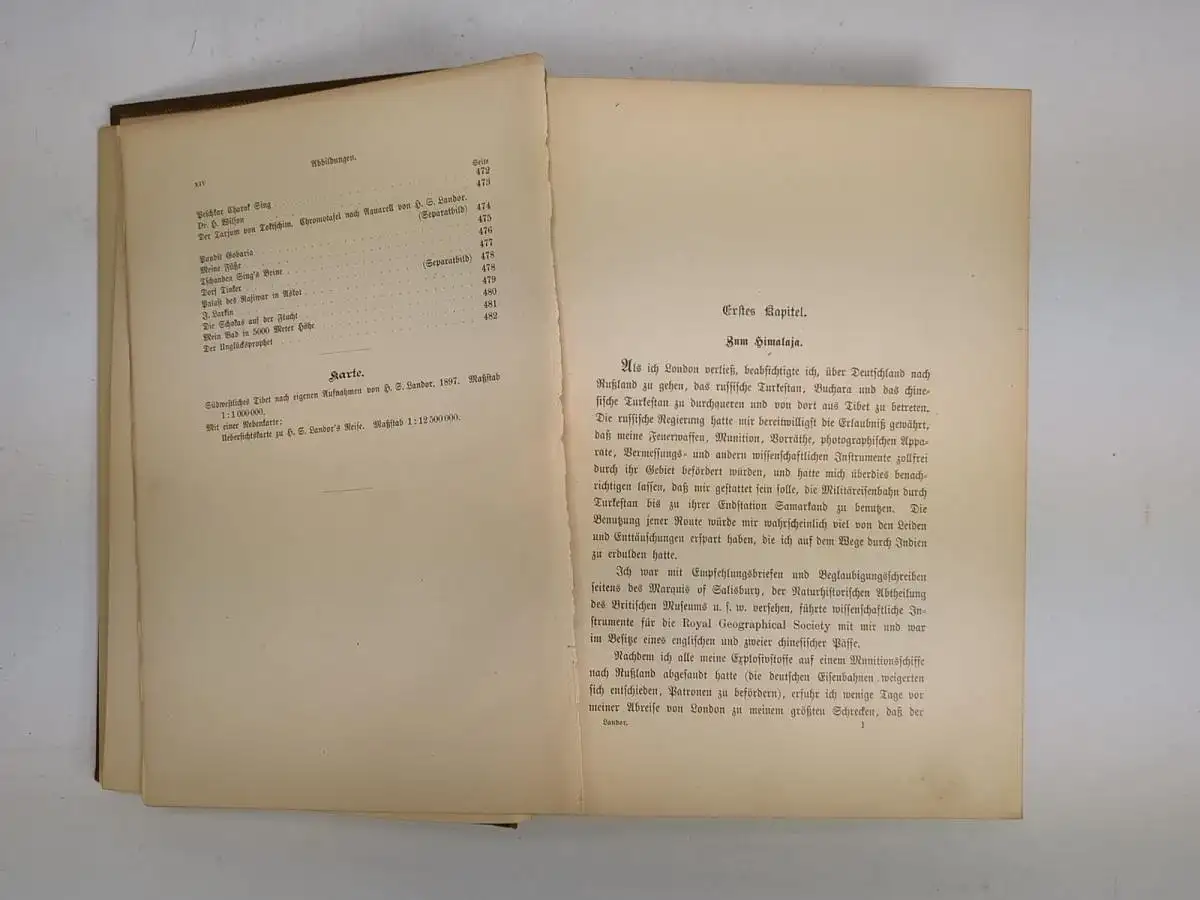 XIV
Abbildungen.
Seite
Peschkar Charak Sing 472
Dr. H. Wilson 473
Der Tarjum von Toktschim. Chromotafel nach Aquarell von H. S. Landor.
(Separatbild) 474
Pandit Gobaria 475
Meine Füße 476
Tschanden Sing's Beine 477
Dorf Tinker (Separatbild) 478
Palast des Rajiwar in Askot 478
J. Larkin 479
Die Schokas auf der Flucht 480
Mein Bad in 5000 Meter Höhe 481
Der Unglücksprophet 482
Karte.
Südwestliches Tibet nach eigenen Aufnahmen von H. S. Landor. 1897. Maßstab
1:1 000 000.
Mit einer Nebenkarte:
Uebersichtskarte zu H. S. Landor's Reise. Maßstab 1:12 500 000.
Erstes Kapitel.
Zum Himalaja.
Als ich London verließ, beabsichtigte ich, über Deutschland nach
Rußland zu gehen, das russische Turkestan, Buchara und das chine-
sische Turkestan zu durchqueren und von dort aus Tibet zu betreten.
Die russische Regierung hatte mir bereitwilligst die Erlaubniß gewährt,
daß meine Feuerwaffen, Munition, Vorräthe, photographischen Appa-
rate, Vermessungs- und andern wissenschaftlichen Instrumente zollfrei
durch ihr Gebiet befördert würden, und hatte mich überdies benach-
richtigen lassen, daß mir gestattet sein solle, die Militäreisenbahn durch
Turkestan bis zu ihrer Endstation Samarkand zu benutzen. Die
Benutzung jener Route würde mir wahrscheinlich viel von den Leiden
und Enttäuschungen erspart haben, die ich auf dem Wege durch Indien
zu erdulden hatte.
Ich war mit Empfehlungsbriefen und Beglaubigungsschreiben
seitens des Marquis of Salisbury, der Naturhistorischen Abtheilung
des Britischen Museums u. s. w. versehen, führte wissenschaftliche In-
strumente für die Royal Geographical Society mit mir und war
im Besitze eines englischen und zweier chinesischer Pässe.
Nachdem ich alle meine Explosivstoffe auf einem Munitionsschiffe
nach Rußland abgesandt hatte (die deutschen Eisenbahnen weigerten
sich entschieden, Patronen zu befördern), erfuhr ich wenige Tage vor
meiner Abreise von London zu meinem größten Schrecken, daß der
Landor. 1